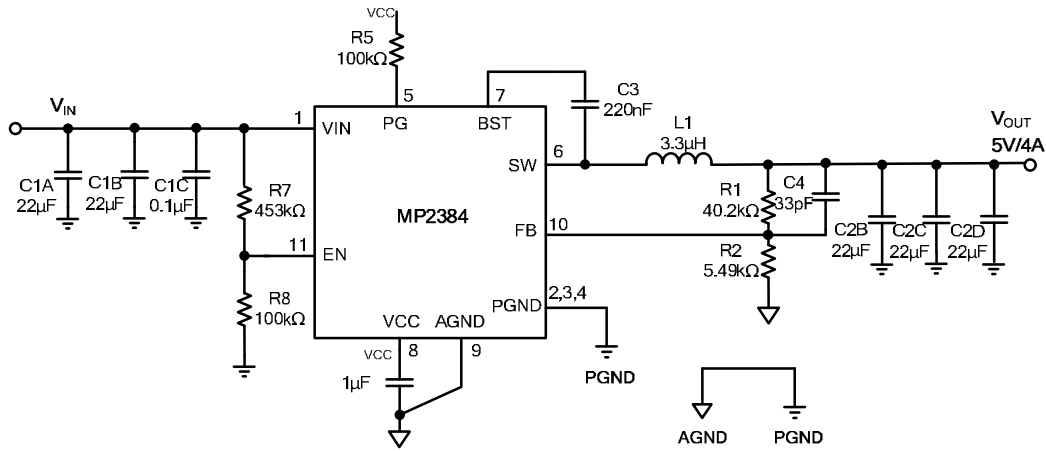 VCC
R5
100kΩ
5
7
C3
220nF
VIN
1
VIN
PG
BST
L1
3.3µH
VOUT
5V/4A
6
SW
C1A
22µF
C1B
22µF
C1C
0.1µF
R7
453kΩ
MP2384
R1
40.2kΩ
C4
33pF
FB
10
C2B
22µF
C2C
22µF
C2D
22µF
11
EN
R2
5.49kΩ
R8
100kΩ
PGND
2,3,4
VCC
AGND
VCC
8
9
1µF
PGND
AGND
PGND